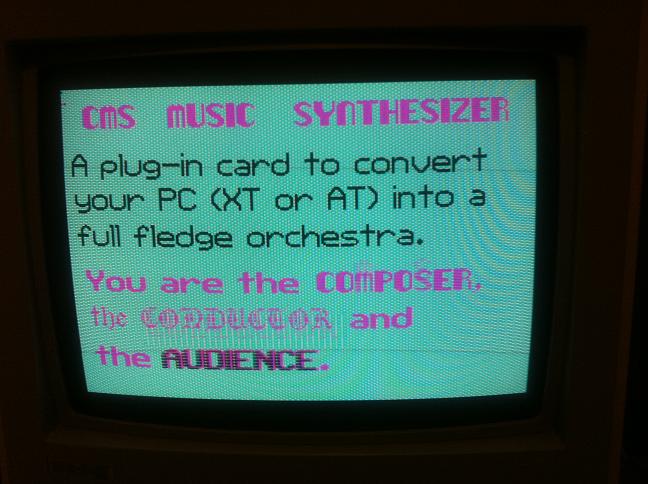 CMS MUSIC SYNTHESIZER
A plug-in card to convert
your PC (XT or AT) into a
full fledge orchestra.
You are the COMPOSER,
the CONDUCTOR and
the AUDIENCE.